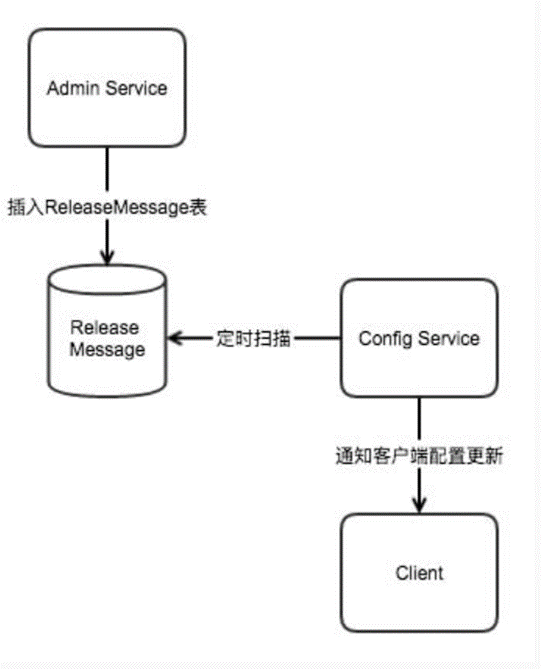 Admin Service
插入ReleaseMessage表
Release
Message
定时扫描
Config Service
通知客户端配置更新
Client